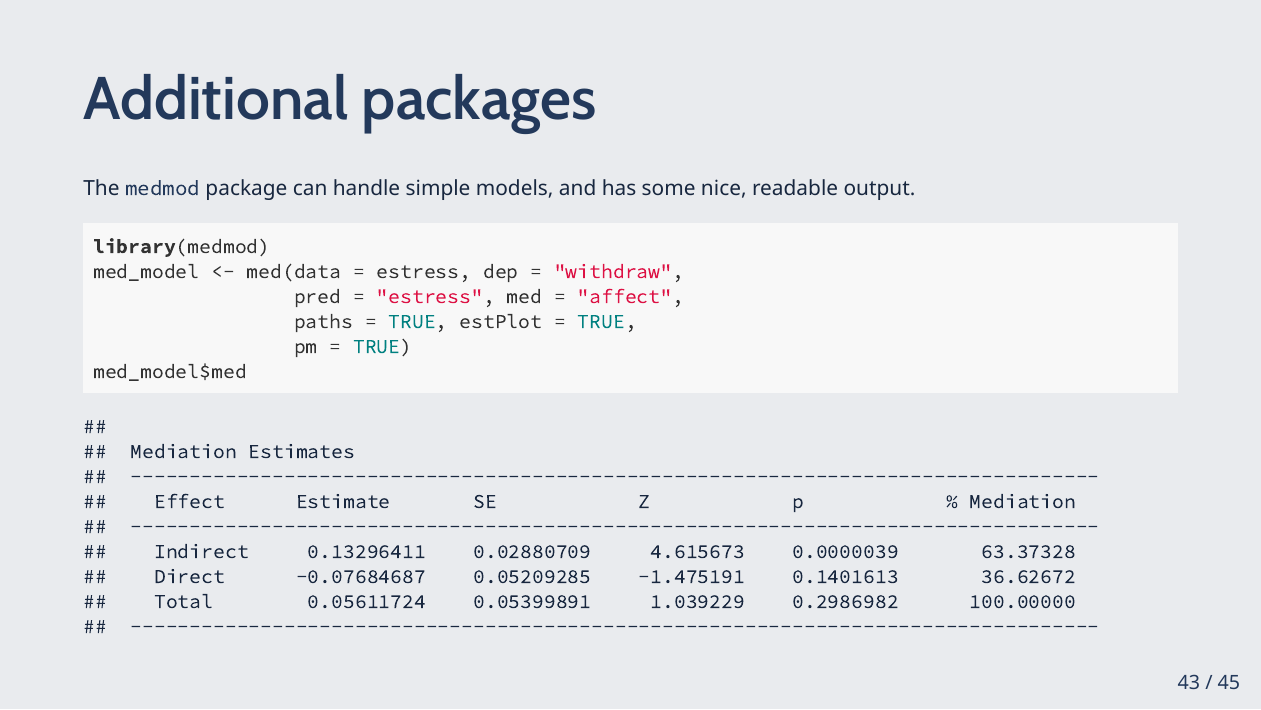 Additional packages
The medmod package can handle simple models, and has some nice, readable output.
library(medmod)
med_model <- med(data = estress, dep = "withdraw",
                 pred = "estress", med = "affect",
                 paths = TRUE, estPlot = TRUE,
                 pm = TRUE)
med_model$med
##
##  Mediation Estimates
##  ----------------------------------------------------------------------------------
##    Effect      Estimate       SE            Z            p            % Mediation
##  ----------------------------------------------------------------------------------
##    Indirect     0.13296411    0.02880709     4.615673    0.0000039       63.37328
##    Direct      -0.07684687    0.05209285    -1.475191    0.1401613       36.62672
##    Total        0.05611724    0.05399891     1.039229    0.2986982      100.00000
##  ----------------------------------------------------------------------------------
43 / 45